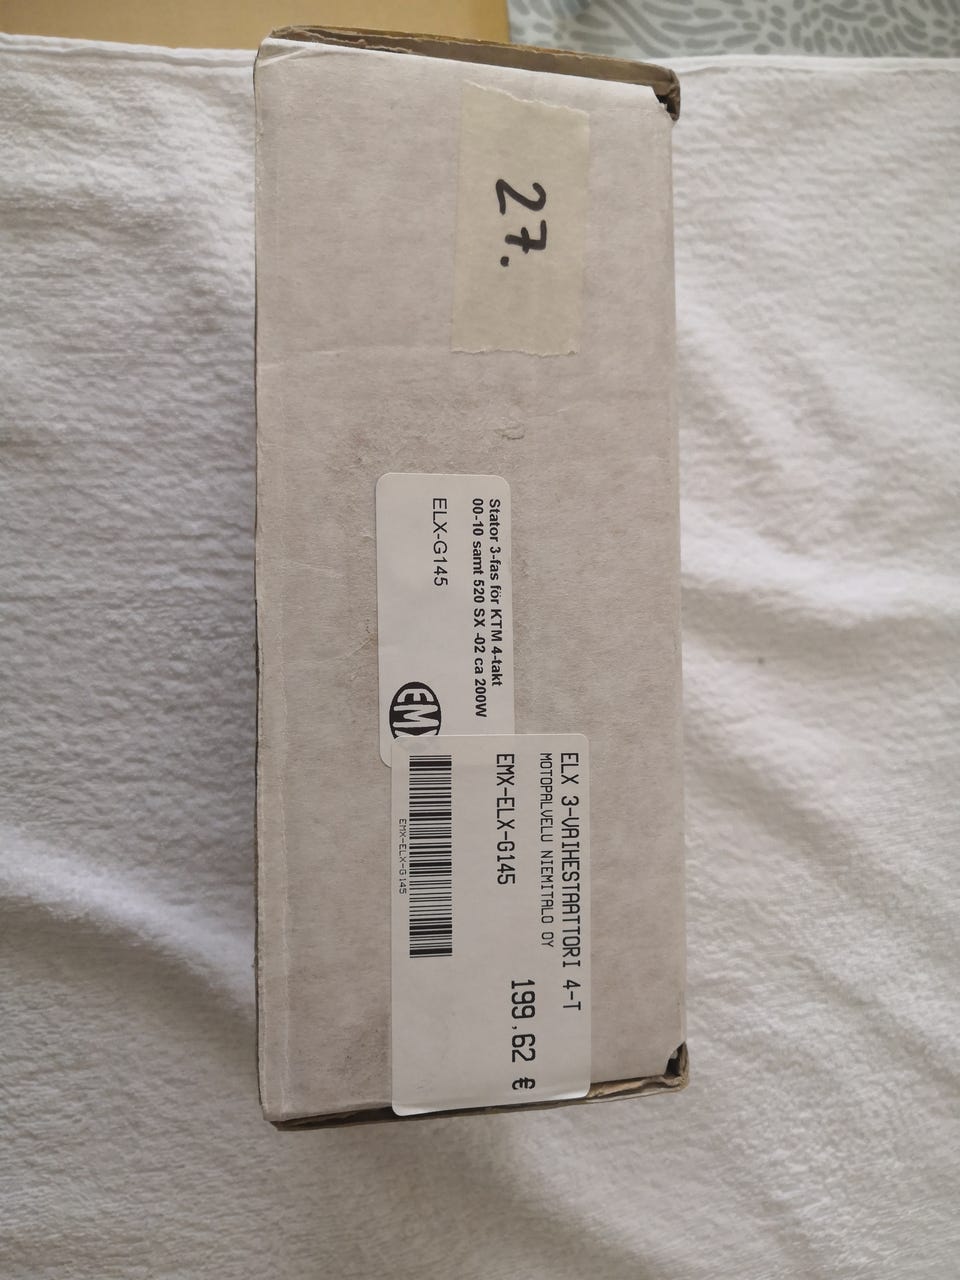 27.
Stator 3-fas för KTM 4-takt
00-10 samt 520 SX -02 ca 200W
ELX-G145
ELX 3-VAIHESTAATTORI 4-T
MOTOPALVELU NIEMITALO OY
EMX-ELX-G145
199,62 €
EMX-ELX-G145